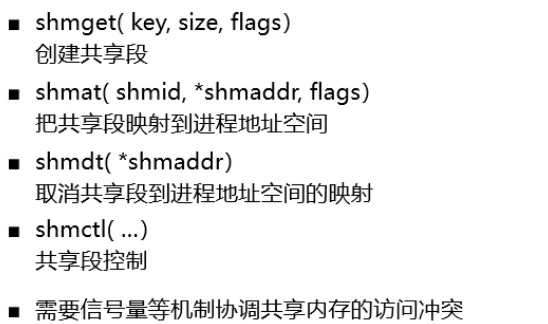 ■ shmget( key, size, flags)
创建共享段
■ shmat( shmid, *shmaddr, flags)
把共享段映射到进程地址空间
■ shmdt( *shmaddr)
取消共享段到进程地址空间的映射
■ shmctl( ...)
共享段控制
■ 需要信号量等机制协调共享内存的访问冲突